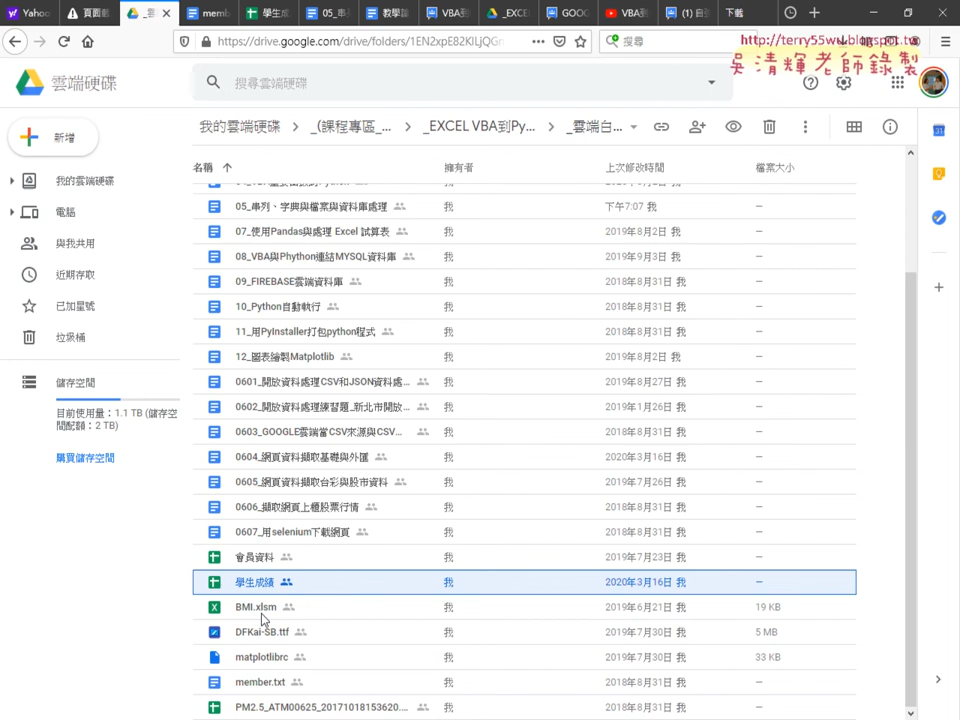 Yahoo
頁面載
_雲
memb
學生成
05_串
教學論
VBA到
_EXCE
GOOG
VBA到
(1) 自
下載
https://drive.google.com/drive/folders/1EN2xpE82KILjQGr
搜尋
http://terry55wu.blogspot.tw
吳清輝老師錄製
雲端硬碟
搜尋雲端硬碟
新增
我的雲端硬碟
_(課程專區_...
_EXCEL VBA到Py...
_雲端白...
我的雲端硬碟
電腦
與我共用
近期存取
已加星號
垃圾桶
儲存空間
目前使用量：1.1 TB (儲存空
間配額：2 TB)
購買儲存空間
名稱
擁有者
上次修改時間
檔案大小
05_串列、字典與檔案與資料庫處理 我 下午7:07 我 —
07_使用Pandas與處理 Excel 試算表 我 2019年8月2日 我 —
08_VBA與Phython連結MYSQL資料庫 我 2019年9月3日 我 —
09_FIREBASE雲端資料庫 我 2018年8月31日 我 —
10_Python自動執行 我 2018年8月31日 我 —
11_用PyInstaller打包python程式 我 2018年8月31日 我 —
12_圖表繪製Matplotlib 我 2019年8月2日 我 —
0601_開放資料處理CSV和JSON資料處... 我 2019年8月27日 我 —
0602_開放資料處理練習題_新北市開放... 我 2019年1月26日 我 —
0603_GOOGLE雲端當CSV來源與CSV... 我 2018年8月31日 我 —
0604_網頁資料擷取基礎與外匯 我 2020年3月16日 我 —
0605_網頁資料擷取台彩與股市資料 我 2019年7月26日 我 —
0606_擷取網頁上櫃股票行情 我 2018年8月31日 我 —
0607_用selenium下載網頁 我 2018年8月31日 我 —
會員資料 我 2019年7月23日 我 —
學生成績 我 2020年3月16日 我 —
BMI.xlsm 我 2019年6月21日 我 19 KB
DFKai-SB.ttf 我 2019年7月30日 我 5 MB
matplotlibrc 我 2019年7月30日 我 33 KB
member.txt 我 2018年8月31日 我 —
PM2.5_ATM00625_20171018153620.... 我 2018年8月31日 我 —